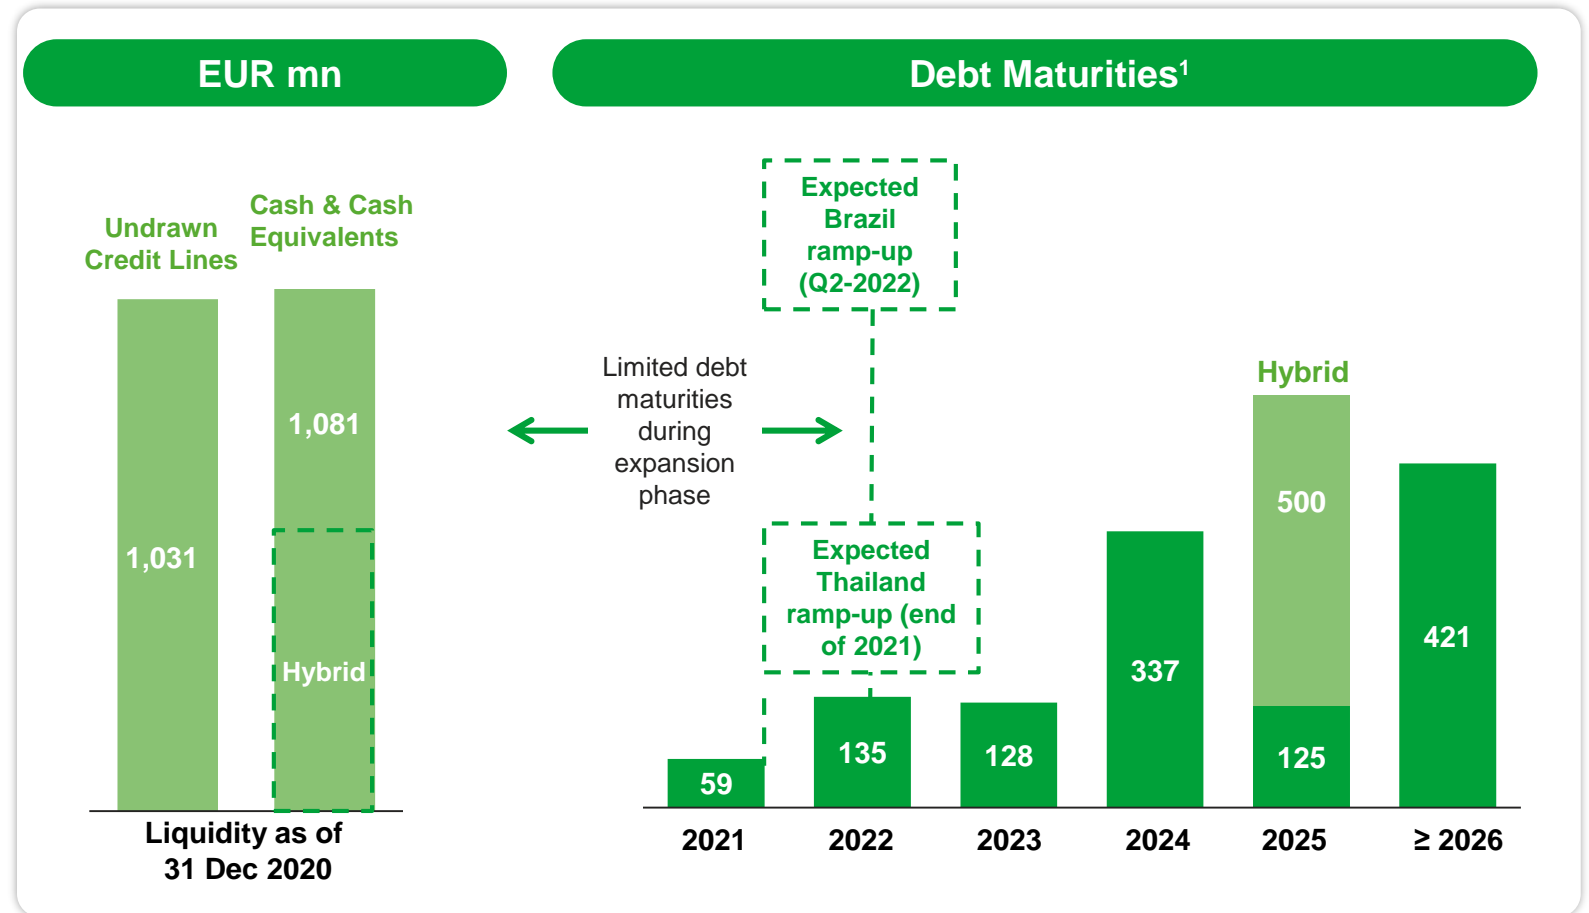 EUR mn
Undrawn
Credit Lines
Cash & Cash
Equivalents
1,081
1,031
Hybrid
Liquidity as of
31 Dec 2020
Debt Maturities¹
Limited debt
maturities
during
expansion
phase
Expected
Brazil
ramp-up
(Q2-2022)
Expected
Thailand
ramp-up (end
of 2021)
Hybrid
500
59
135
128
337
125
421
2021
2022
2023
2024
2025
≥ 2026